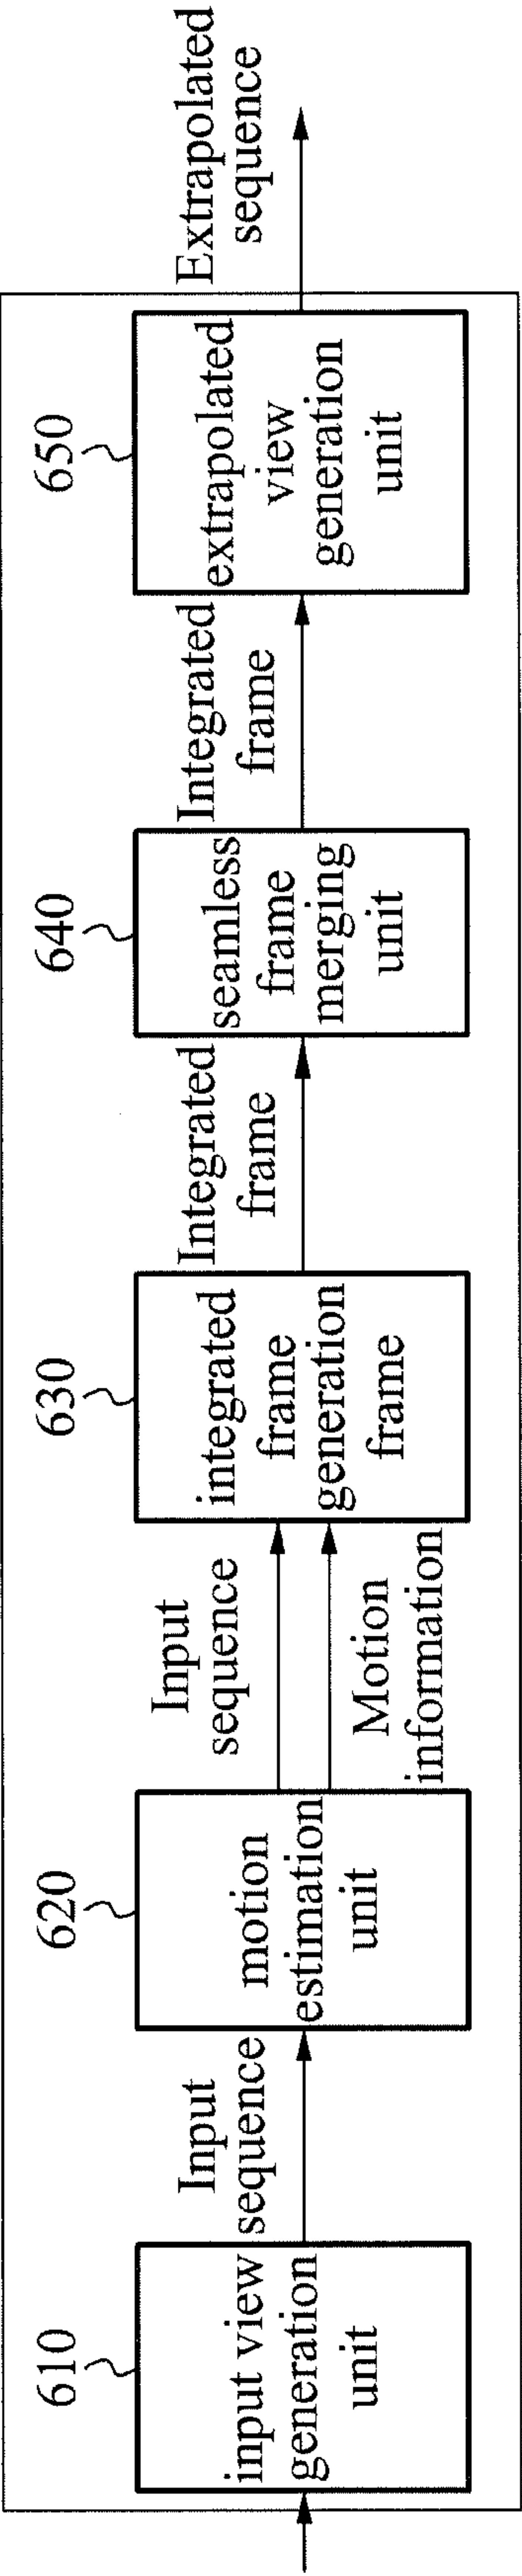 610
input view
generation
unit
Input
sequence
620
motion
estimation
unit
Input
sequence
Motion
information
630
integrated
frame
generation
frame
Integrated
frame
640
seamless
frame
merging
unit
Integrated
frame
650
extrapolated
view
generation
unit
Extrapolated
sequence